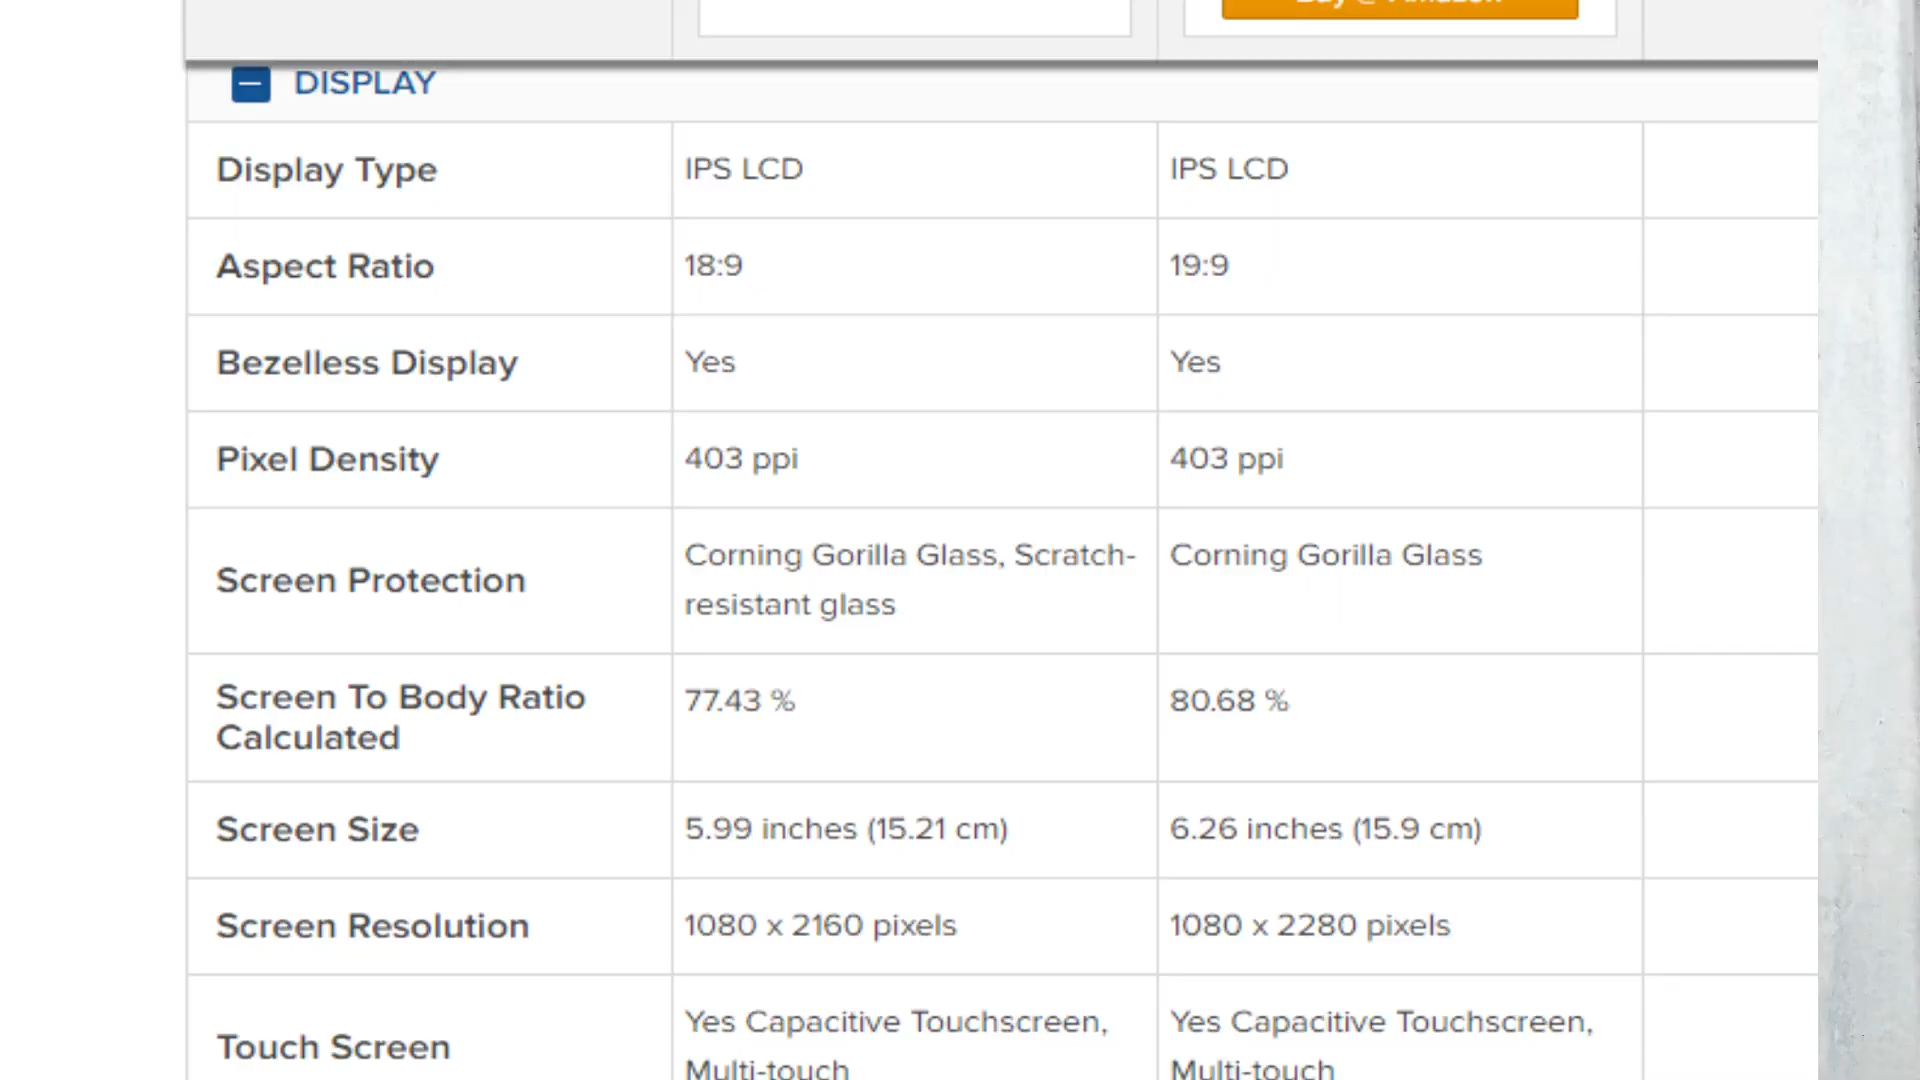 DISPLAY
Display Type IPS LCD IPS LCD
Aspect Ratio 18:9 19:9
Bezelless Display Yes Yes
Pixel Density 403 ppi 403 ppi
Screen Protection Corning Gorilla Glass, Scratch-resistant glass Corning Gorilla Glass
Screen To Body Ratio Calculated 77.43 % 80.68 %
Screen Size 5.99 inches (15.21 cm) 6.26 inches (15.9 cm)
Screen Resolution 1080 x 2160 pixels 1080 x 2280 pixels
Touch Screen Yes Capacitive Touchscreen, Multi-touch Yes Capacitive Touchscreen, Multi-touch